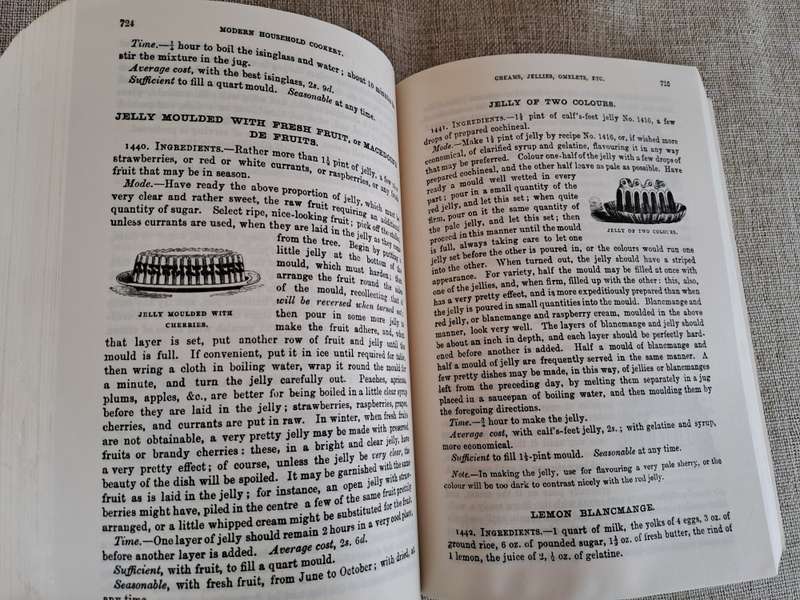 724
MODERN HOUSEHOLD COOKERY.
Time.—¼ hour to boil the isinglass and water; about 10 minutes to
stir the mixture in the jug.
Average cost, with the best isinglass, 2s. 9d.
Sufficient to fill a quart mould. Seasonable at any time.
JELLY MOULDED WITH FRESH FRUIT, or MACEDOINE
DE FRUITS.
1440. INGREDIENTS.—Rather more than 1½ pint of jelly, a few
strawberries, or red or white currants, or raspberries, or any fresh
fruit that may be in season.
Mode.—Have ready the above proportion of jelly, which must be
very clear and rather sweet, the raw fruit requiring an additional
quantity of sugar. Select ripe, nice-looking fruit; pick off the
unless currants are used, when they are laid in the jelly as they come
from the tree. Begin by putting a
little jelly at the bottom of the
mould, which must harden; then
arrange the fruit round the
of the mould, recollecting that it
will be reversed when turned out;
then pour in some more jelly to
make the fruit adhere, and, when
that layer is set, put another row of fruit and jelly until the
mould is full. If convenient, put it in ice until required for table,
then wring a cloth in boiling water, wrap it round the mould for
a minute, and turn the jelly carefully out. Peaches, apricots,
plums, apples, &c., are better for being boiled in a little clear syrup
before they are laid in the jelly; strawberries, raspberries, grapes,
cherries, and currants are put in raw. In winter, when fresh fruits
are not obtainable, a very pretty jelly may be made with preserved
fruits or brandy cherries: these, in a bright and clear jelly, have
a very pretty effect; of course, unless the jelly be very clear, the
beauty of the dish will be spoiled. It may be garnished with the same
fruit as is laid in the jelly; for instance, an open jelly with straw-
berries might have, piled in the centre a few of the same fruit prettily
arranged, or a little whipped cream might be substituted for the fruit.
Time.—One layer of jelly should remain 2 hours in a very cool place,
before another layer is added. Average cost, 2s. 6d.
Sufficient, with fruit, to fill a quart mould.
Seasonable, with fresh fruit, from June to October; with dried, at
any time.
JELLY MOULDED WITH
CHERRIES.
CREAMS, JELLIES, OMELETS, ETC.
725
JELLY OF TWO COLOURS.
1441. INGREDIENTS.—1½ pint of calf's-feet jelly No. 1416, a few
drops of prepared cochineal.
Mode.—Make 1½ pint of jelly by recipe No. 1416, or, if wished more
economical, of clarified syrup and gelatine, flavouring it in any way
that may be preferred. Colour one-half of the jelly with a few drops of
prepared cochineal, and the other half leave as pale as possible. Have
ready a mould well wetted in every
part; pour in a small quantity of the
red jelly, and let this set; when quite
firm, pour on it the same quantity of
the pale jelly, and let this set; then
proceed in this manner until the mould
is full, always taking care to let one
jelly set before the other is poured in, or the colours would run one
into the other. When turned out, the jelly should have a striped
appearance. For variety, half the mould may be filled at once with
one of the jellies, and, when firm, filled up with the other: this, also,
has a very pretty effect, and is more expeditiously prepared than when
the jelly is poured in small quantities into the mould. Blancmange and
red jelly, or blancmange and raspberry cream, moulded in the above
manner, look very well. The layers of blancmange and jelly should
be about an inch in depth, and each layer should be perfectly hard-
ened before another is added. Half a mould of blancmange and
half a mould of jelly are frequently served in the same manner. A
few pretty dishes may be made, in this way, of jellies or blancmanges
left from the preceding day, by melting them separately in a jug
placed in a saucepan of boiling water, and then moulding them by
the foregoing directions.
Time.—¾ hour to make the jelly.
Average cost, with calf's-feet jelly, 2s.; with gelatine and syrup,
more economical.
Sufficient to fill 1½-pint mould. Seasonable at any time.
Note.—In making the jelly, use for flavouring a very pale sherry, or the
colour will be too dark to contrast nicely with the red jelly.
JELLY OF TWO COLOURS.
LEMON BLANCMANGE.
1442. INGREDIENTS.—1 quart of milk, the yolks of 4 eggs, 3 oz. of
ground rice, 6 oz. of pounded sugar, 1½ oz. of fresh butter, the rind of
1 lemon, the juice of 2, ½ oz. of gelatine.